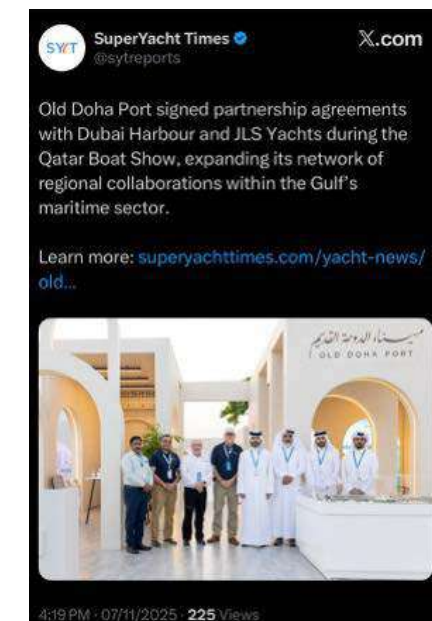 SYT
SuperYacht Times
@sytreports
X.com
Old Doha Port signed partnership agreements
with Dubai Harbour and JLS Yachts during the
Qatar Boat Show, expanding its network of
regional collaborations within the Gulf's
maritime sector.
Learn more: superyachttimes.com/yacht-news/
old...
ميناء الدوحة القديم
OLD DOHA PORT
4:19 PM · 07/11/2025 · 225 Views